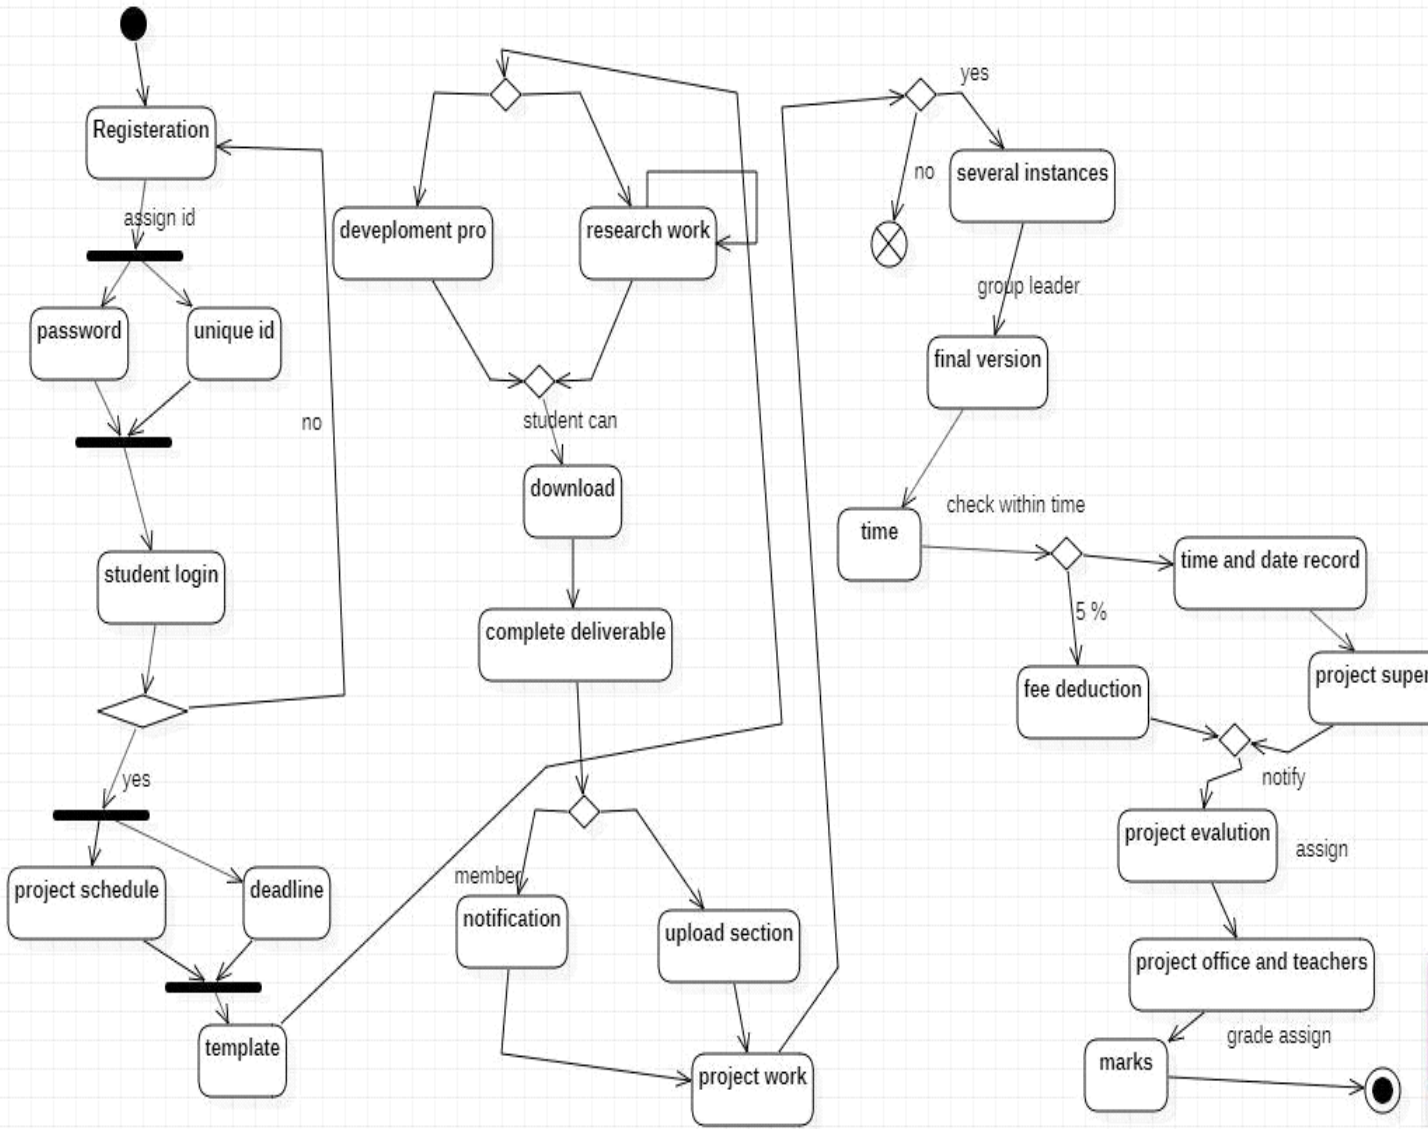 Registeration
assign id
password
unique id
no
student login
yes
project schedule
deadline
template
deveploment pro
research work
student can
download
complete deliverable
member
notification
upload section
project work
yes
no
several instances
group leader
final version
time
check within time
time and date record
5 %
fee deduction
project super
notify
project evalution
assign
project office and teachers
grade assign
marks